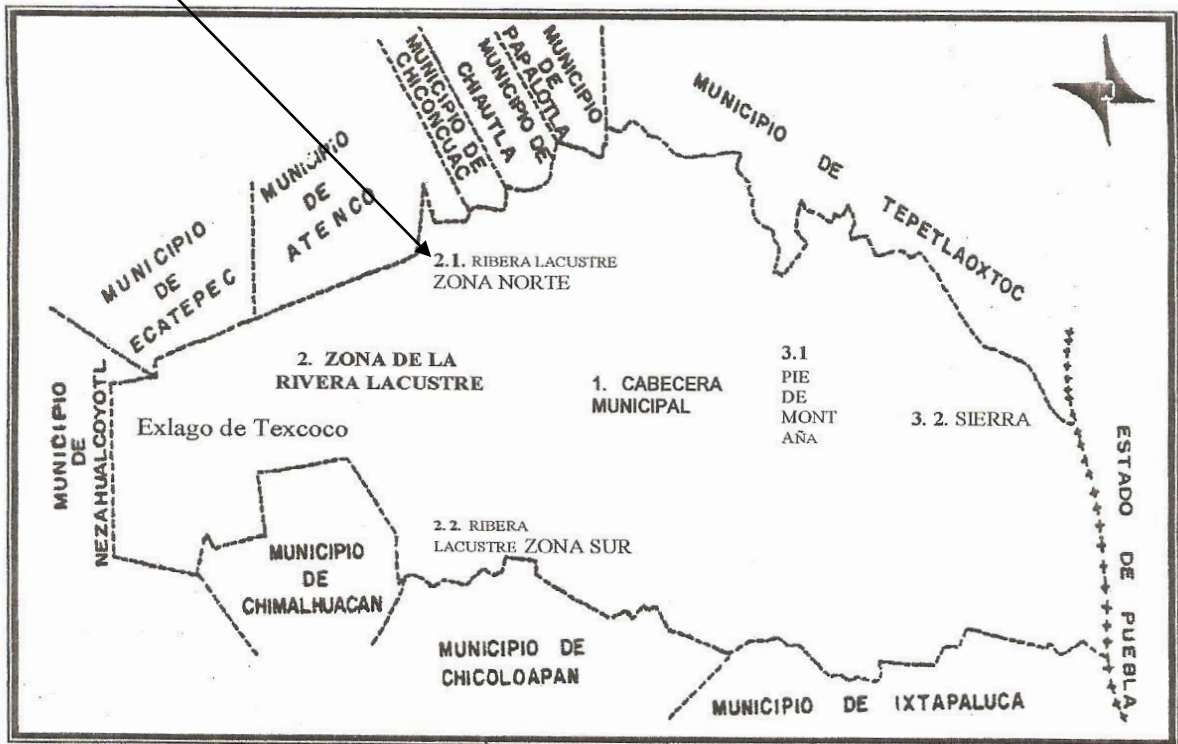 MUNICIPIO
DE
ECATEPEC
MUNICIPIO
DE
ATENCO
MUNICIPIO DE
CHICONCUAC
MUNICIPIO DE
CHIAUTLA
MUNICIPIO
DE
PAPALOTLA
MUNICIPIO
DE
TEPETLAOXTOC
2.1. RIBERA LACUSTRE
ZONA NORTE
2. ZONA DE LA
RIVERA LACUSTRE
1. CABECERA
MUNICIPAL
3.1
PIE
DE
MONT
AÑA
3. 2. SIERRA
MUNICIPIO
DE
NEZAHUALCOYOTL
Exlago de Texcoco
2. 2. RIBERA
LACUSTRE ZONA SUR
MUNICIPIO
DE
CHIMALHUACAN
MUNICIPIO DE
CHICOLOAPAN
MUNICIPIO DE IXTAPALUCA
ESTADO DE PUEBLA